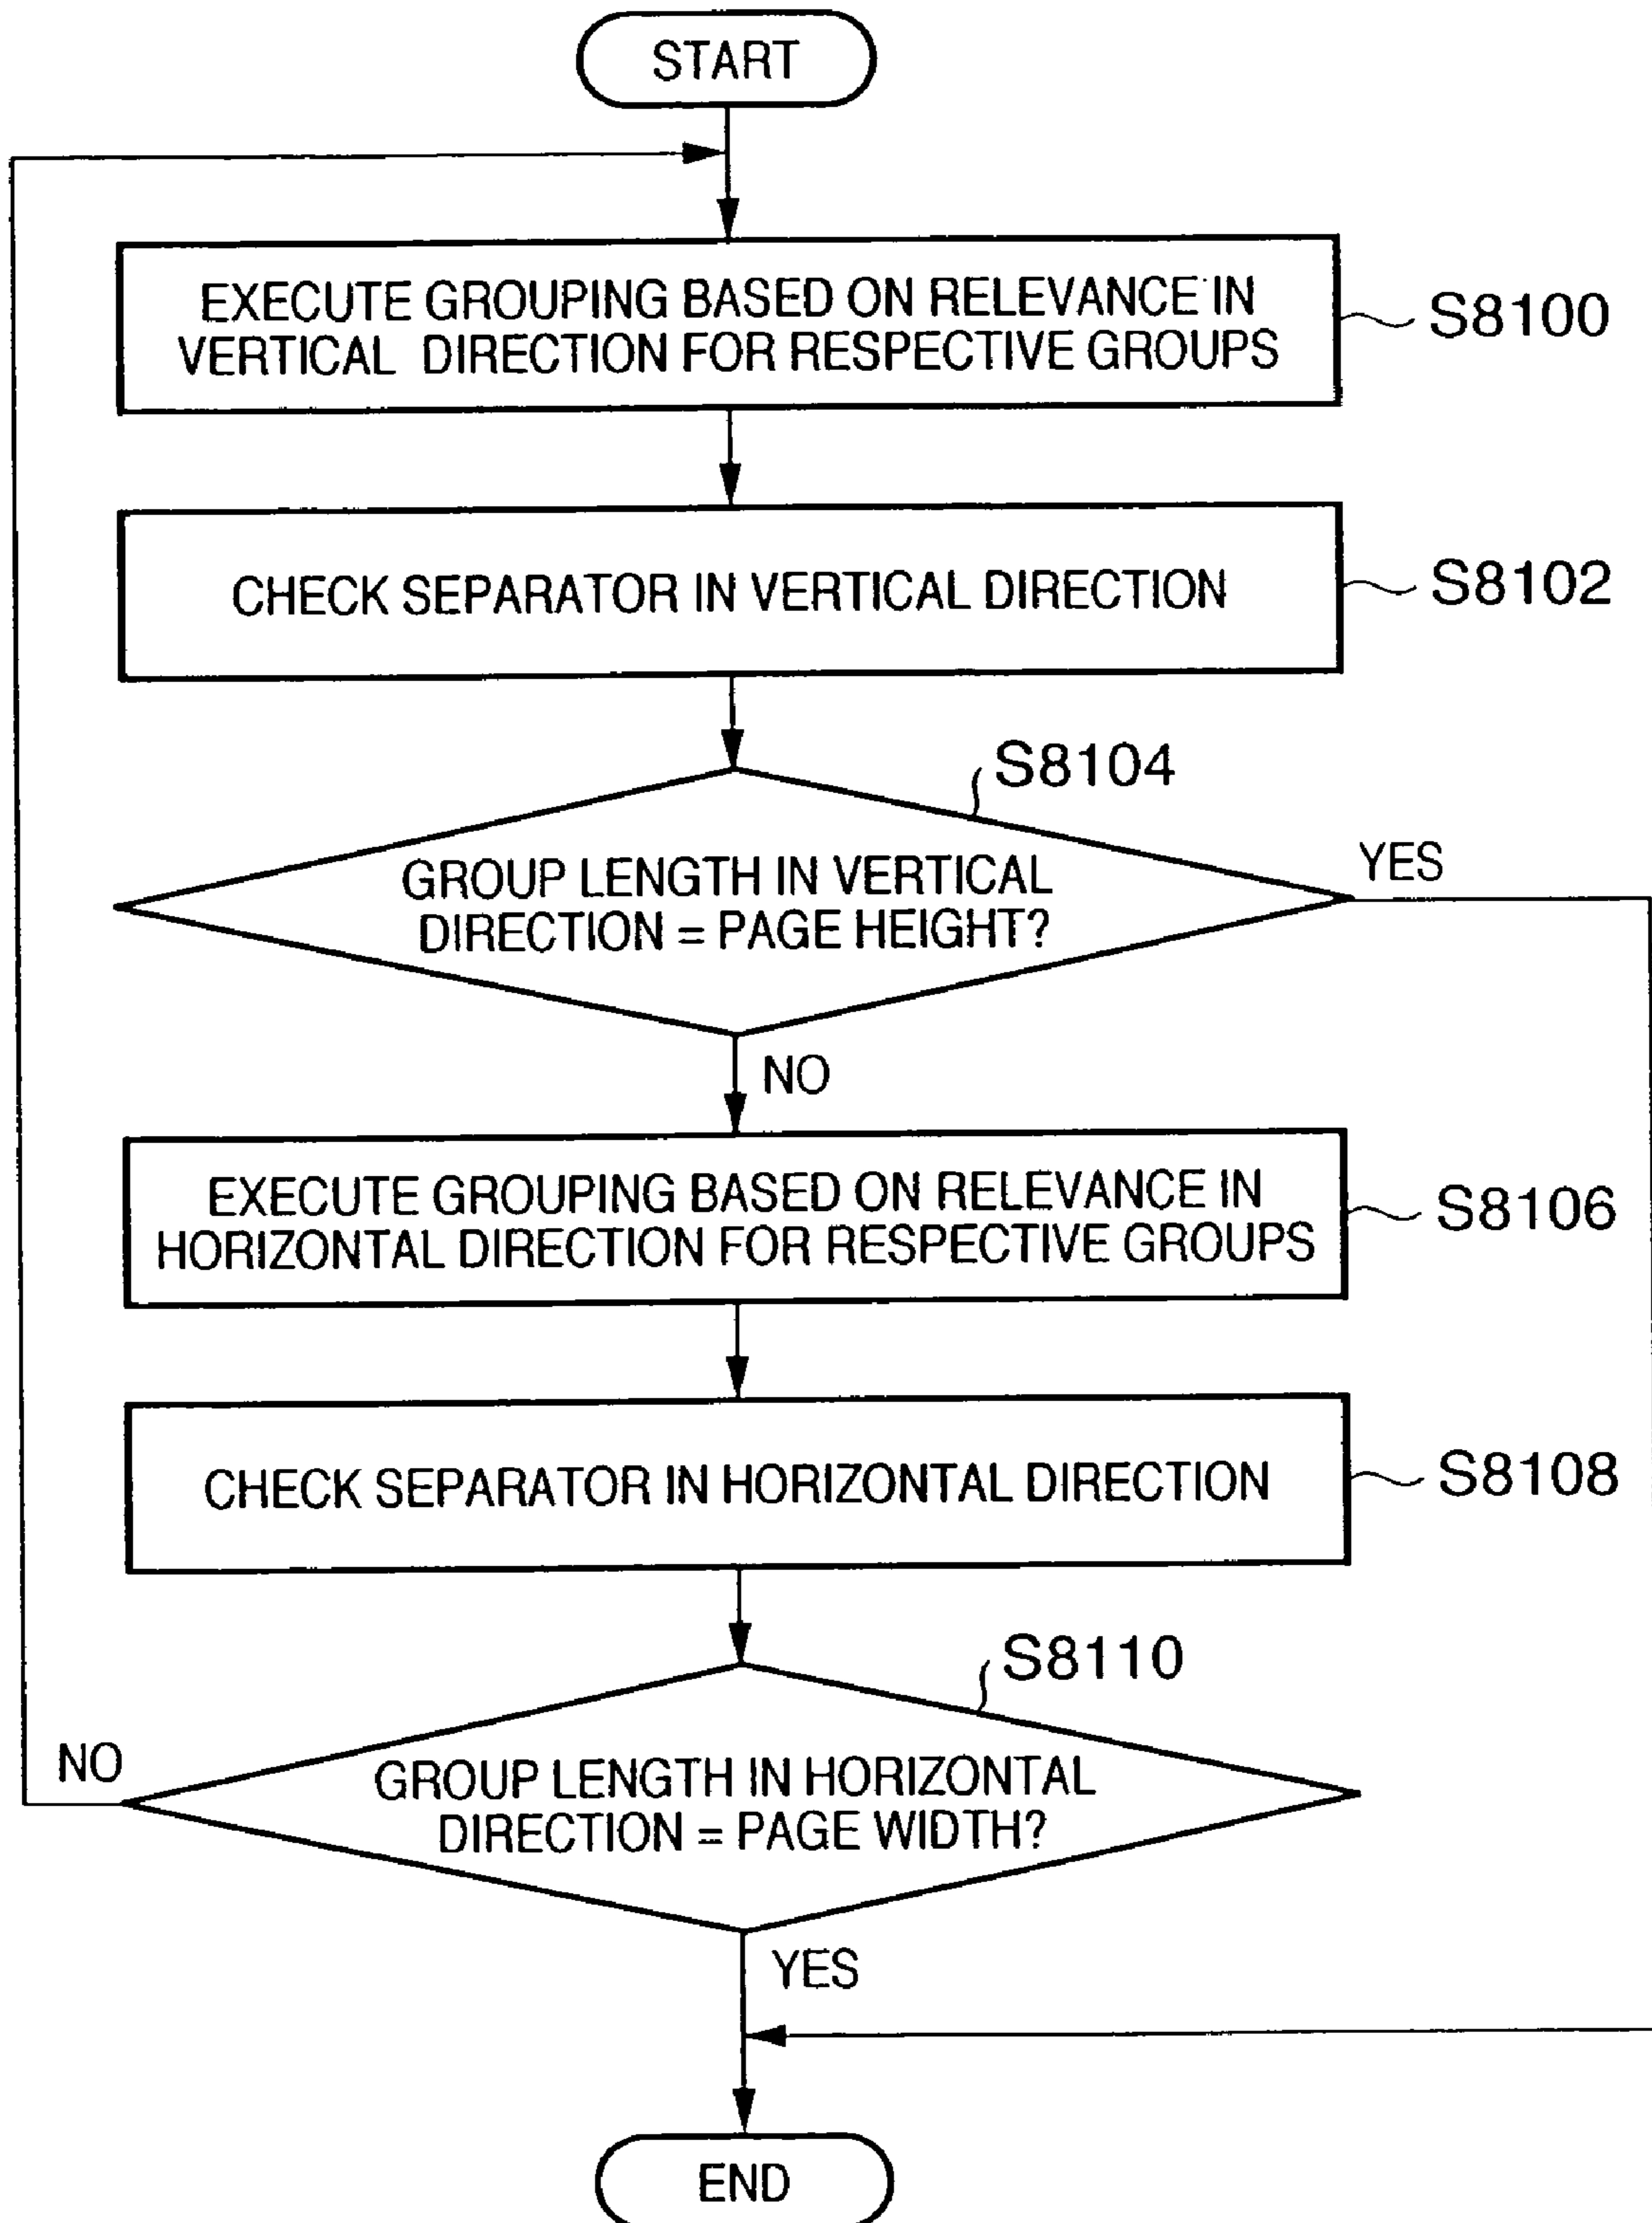 START
EXECUTE GROUPING BASED ON RELEVANCE IN
VERTICAL DIRECTION FOR RESPECTIVE GROUPS
S8100
CHECK SEPARATOR IN VERTICAL DIRECTION
S8102
S8104
GROUP LENGTH IN VERTICAL
DIRECTION = PAGE HEIGHT?
YES
NO
EXECUTE GROUPING BASED ON RELEVANCE IN
HORIZONTAL DIRECTION FOR RESPECTIVE GROUPS
S8106
CHECK SEPARATOR IN HORIZONTAL DIRECTION
S8108
S8110
NO
GROUP LENGTH IN HORIZONTAL
DIRECTION = PAGE WIDTH?
YES
END